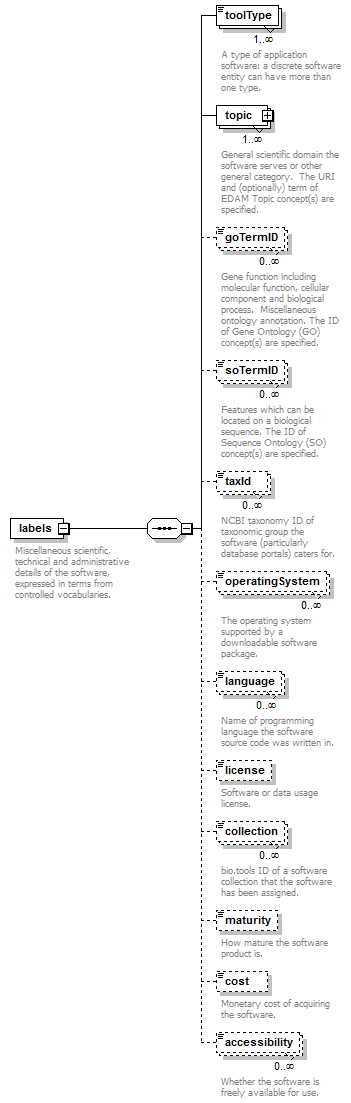 toolType
1..∞
A type of application
software: a discrete software
entity can have more than
one type.
topic
1..∞
General scientific domain the
software serves or other
general category. The URI
and (optionally) term of
EDAM Topic concept(s) are
specified.
goTermID
0..∞
Gene function including
molecular function, cellular
component and biological
process. Miscellaneous
ontology annotation. The ID
of Gene Ontology (GO)
concept(s) are specified.
soTermID
0..∞
Features which can be
located on a biological
sequence. The ID of
Sequence Ontology (SO)
concept(s) are specified.
taxId
0..∞
NCBI taxonomy ID of
taxonomic group the
software (particularly
database portals) caters for.
labels
Miscellaneous scientific,
technical and administrative
details of the software,
expressed in terms from
controlled vocabularies.
operatingSystem
0..∞
The operating system
supported by a
downloadable software
package.
language
0..∞
Name of programming
language the software
source code was written in.
license
Software or data usage
license.
collection
0..∞
bio.tools ID of a software
collection that the software
has been assigned.
maturity
How mature the software
product is.
cost
Monetary cost of acquiring
the software.
accessibility
0..∞
Whether the software is
freely available for use.